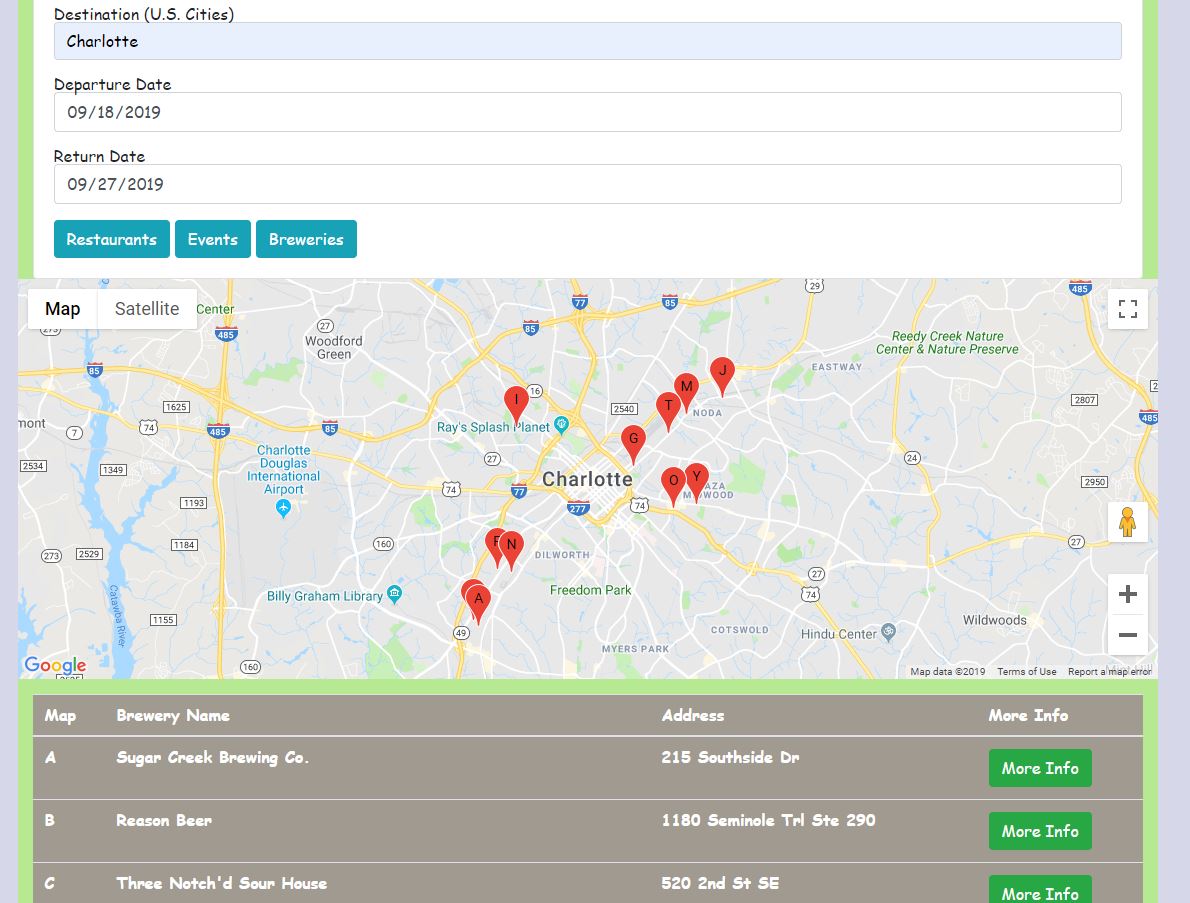 Destination (U.S. Cities)
Charlotte
Departure Date
09/18/2019
Return Date
09/27/2019
Restaurants Events Breweries
Map Satellite Center
485
77
85
29
485
273
27
85
Woodford
Green
Reedy Creek Nature
Center & Nature Preserve
85
EASTWAY
J
M
I
16
2807
1625
T
2540
NODA
mont
7
74
485
85
Ray's Splash Planet
485
G
Charlotte
Douglas
International
Airport
27
24
2534
1349
Charlotte
O
Y
2950
74
77
MIDWOOD
1193
277
74
273
2529
1184
160
N
DILWORTH
27
27
Catawba River
Billy Graham Library
A
Freedom Park
74
1155
49
COTSWOLD
Hindu Center
Wildwoods
MYERS PARK
160
Google
Map data ©2019 Terms of Use Report a map error
Map Brewery Name Address More Info
A Sugar Creek Brewing Co. 215 Southside Dr More Info
B Reason Beer 1180 Seminole Trl Ste 290 More Info
C Three Notch'd Sour House 520 2nd St SE More Info